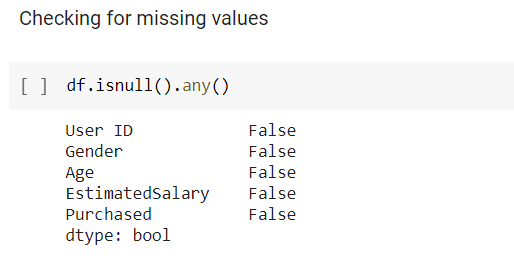 Checking for missing values
[ ] df.isnull().any()
User ID False
Gender False
Age False
EstimatedSalary False
Purchased False
dtype: bool